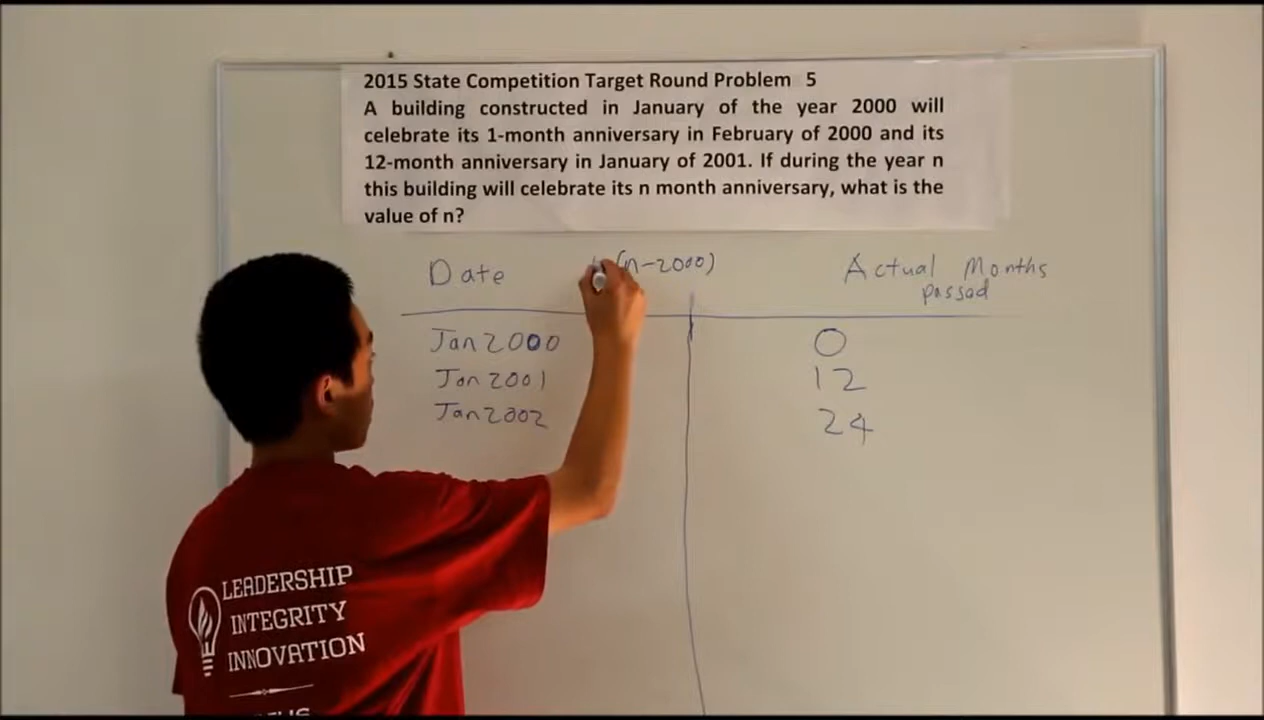 2015 State Competition Target Round Problem 5
A building constructed in January of the year 2000 will
celebrate its 1-month anniversary in February of 2000 and its
12-month anniversary in January of 2001. If during the year n
this building will celebrate its n month anniversary, what is the
value of n?
Date (n-2000) Actual Months
passed
Jan 2000 0
Jan 2001 12
Jan 2002 24
LEADERSHIP
INTEGRITY
INNOVATION